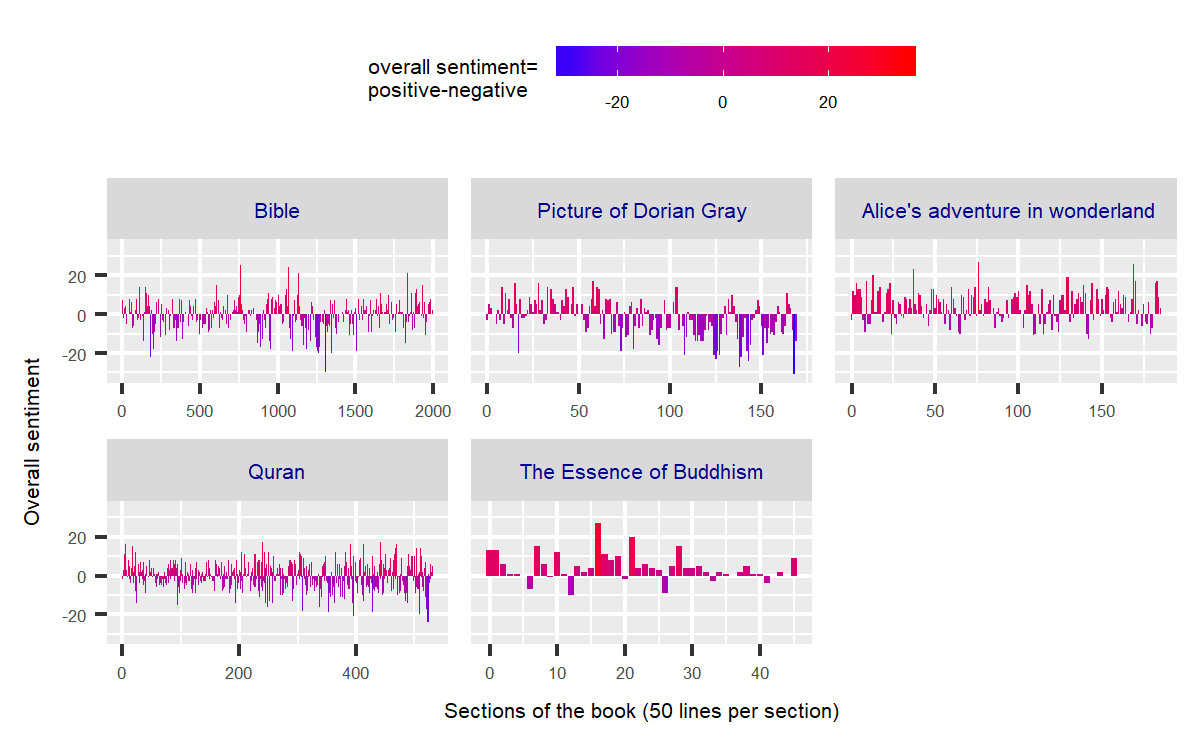 overall sentiment=
positive-negative
-20 0 20
Bible
Picture of Dorian Gray
Alice's adventure in wonderland
20
0
-20
0 500 1000 1500 2000
0 50 100 150
0 50 100 150
Overall sentiment
Quran
The Essence of Buddhism
20
0
-20
0 200 400
0 10 20 30 40
Sections of the book (50 lines per section)